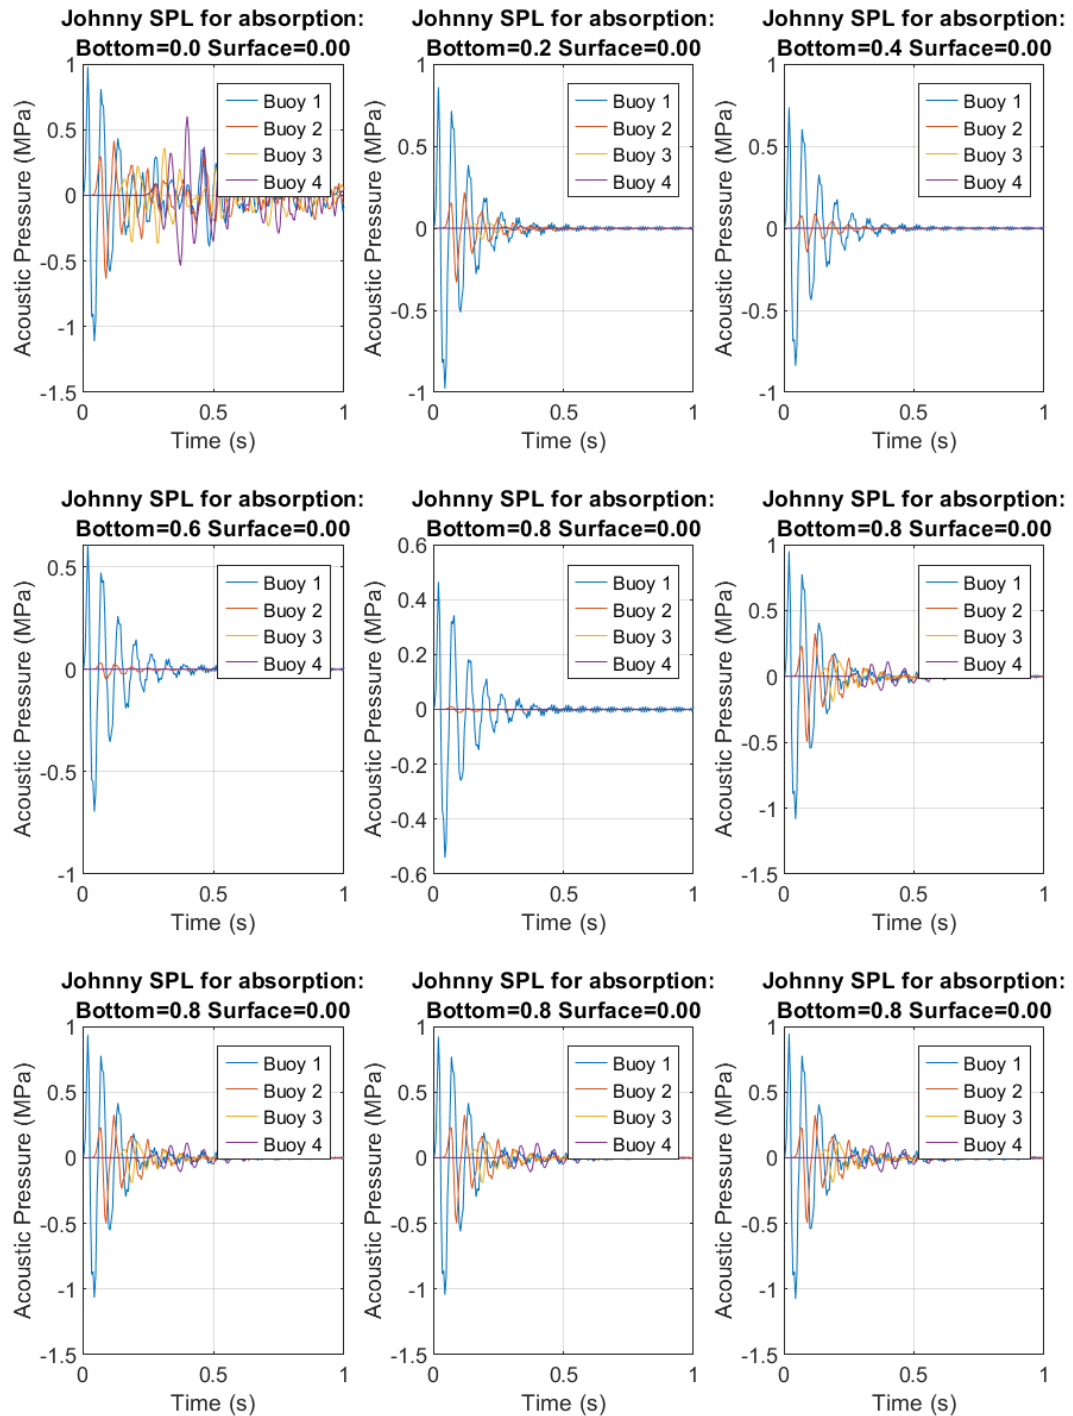 Johnny SPL for absorption:
Bottom=0.0 Surface=0.00
1
0.5
0
-0.5
-1
-1.5
Acoustic Pressure (MPa)
Buoy 1
Buoy 2
Buoy 3
Buoy 4
0 0.5 1
Time (s)
Johnny SPL for absorption:
Bottom=0.2 Surface=0.00
1
0.5
0
-0.5
-1
Acoustic Pressure (MPa)
Buoy 1
Buoy 2
Buoy 3
Buoy 4
0 0.5 1
Time (s)
Johnny SPL for absorption:
Bottom=0.4 Surface=0.00
1
0.5
0
-0.5
-1
Acoustic Pressure (MPa)
Buoy 1
Buoy 2
Buoy 3
Buoy 4
0 0.5 1
Time (s)
Johnny SPL for absorption:
Bottom=0.6 Surface=0.00
0.5
0
-0.5
-1
Acoustic Pressure (MPa)
Buoy 1
Buoy 2
Buoy 3
Buoy 4
0 0.5 1
Time (s)
Johnny SPL for absorption:
Bottom=0.8 Surface=0.00
0.6
0.4
0.2
0
-0.2
-0.4
-0.6
Acoustic Pressure (MPa)
Buoy 1
Buoy 2
Buoy 3
Buoy 4
0 0.5 1
Time (s)
Johnny SPL for absorption:
Bottom=0.8 Surface=0.00
1
0.5
0
-0.5
-1
-1.5
Acoustic Pressure (MPa)
Buoy 1
Buoy 2
Buoy 3
Buoy 4
0 0.5 1
Time (s)
Johnny SPL for absorption:
Bottom=0.8 Surface=0.00
1
0.5
0
-0.5
-1
-1.5
Acoustic Pressure (MPa)
Buoy 1
Buoy 2
Buoy 3
Buoy 4
0 0.5 1
Time (s)
Johnny SPL for absorption:
Bottom=0.8 Surface=0.00
1
0.5
0
-0.5
-1
-1.5
Acoustic Pressure (MPa)
Buoy 1
Buoy 2
Buoy 3
Buoy 4
0 0.5 1
Time (s)
Johnny SPL for absorption:
Bottom=0.8 Surface=0.00
1
0.5
0
-0.5
-1
-1.5
Acoustic Pressure (MPa)
Buoy 1
Buoy 2
Buoy 3
Buoy 4
0 0.5 1
Time (s)